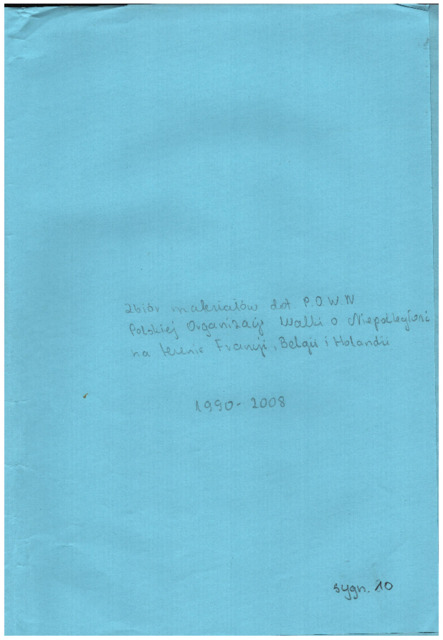 zbiór materiałów dot P.O.W.N
Polskiej Organizacji Walki o Niepodległość
na terenie Francji, Belgii i Holandii
1990-2008
sygn. 10